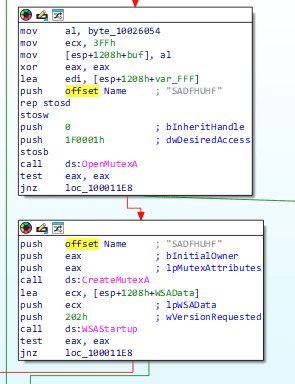 mov al, byte_10026054
mov ecx, 3FFh
mov [esp+1208h+buf], al
xor eax, eax
lea edi, [esp+1208h+var_FFF]
push offset Name ; "SADFHUHF"
rep stosd
stosw
push 0 ; bInheritHandle
push 1F0001h ; dwDesiredAccess
stosb
call ds:OpenMutexA
test eax, eax
jnz loc_100011E8
push offset Name ; "SADFHUHF"
push eax ; bInitialOwner
push eax ; lpMutexAttributes
call ds:CreateMutexA
lea ecx, [esp+1208h+WSAData]
push ecx ; lpWSAData
push 202h ; wVersionRequested
call ds:WSAStartup
test eax, eax
jnz loc_100011E8